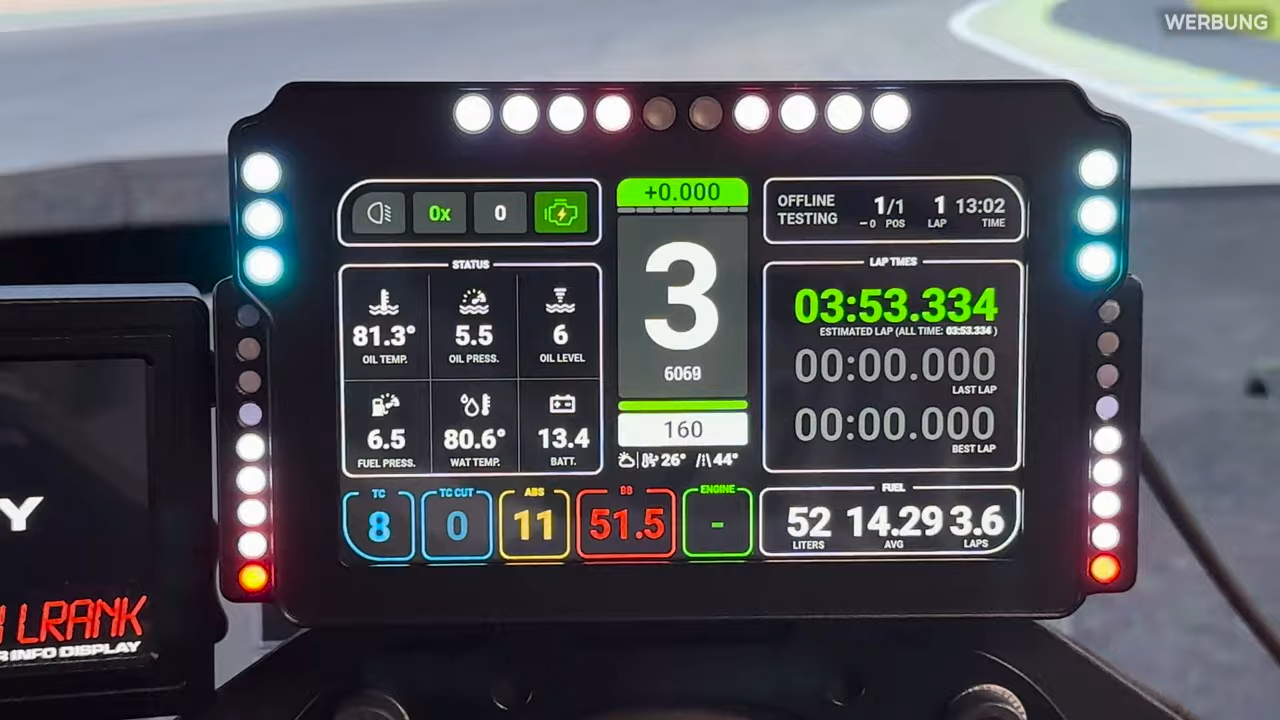 WERBUNG
0x
0
+0.000
OFFLINE TESTING
1/1
1
13:02
-0 POS
LAP
TIME
STATUS
81.3°
5.5
6
OIL TEMP.
OIL PRESS.
OIL LEVEL
6.5
80.6°
13.4
FUEL PRESS.
WAT TEMP.
BATT.
3
6069
160
26° 44°
LAP TMES
03:53.334
ESTIMATED LAP (ALL TIME: 03:53.334 )
00:00.000
LAST LAP
00:00.000
BEST LAP
TC
8
TC CUT
0
ABS
11
BB
51.5
ENGINE
-
FUEL
52 14.29 3.6
LITERS AVG LAPS
Y
LRANK
INFO DISPLAY